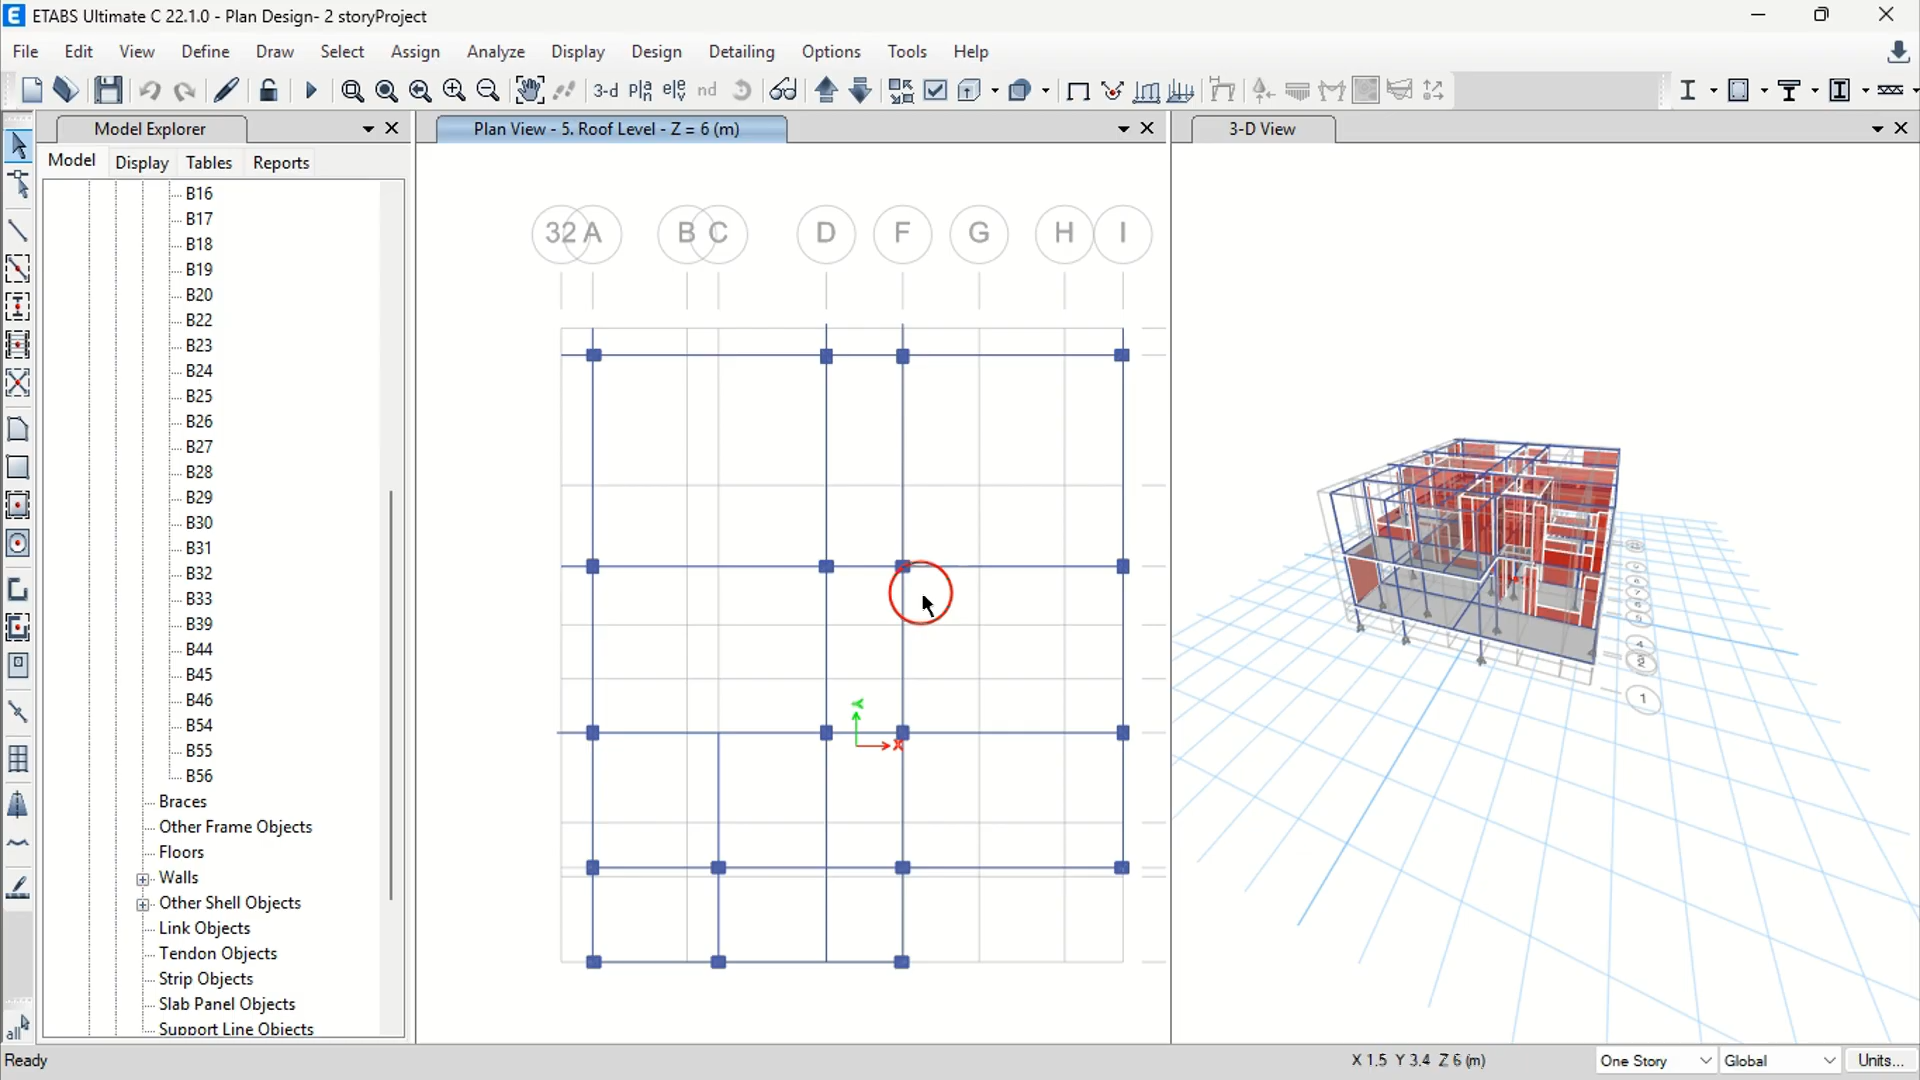 ETABS Ultimate C 22.1.0 - Plan Design- 2 storyProject
File Edit View Define Draw Select Assign Analyze Display Design Detailing Options Tools Help
3-d nd
Model Explorer
Plan View - 5. Roof Level - Z = 6 (m)
3-D View
Model Display Tables Reports
B16
B17
B18
B19
B20
B22
B23
B24
B25
B26
B27
B28
B29
B30
B31
B32
B33
B39
B44
B45
B46
B54
B55
B56
Braces
Other Frame Objects
Floors
Walls
Other Shell Objects
Link Objects
Tendon Objects
Strip Objects
Slab Panel Objects
Support Line Objects
all
32 A B C D F G H I
Y
X
4
2
1
Ready
X 1.5 Y 3.4 Z 6 (m)
One Story
Global
Units...